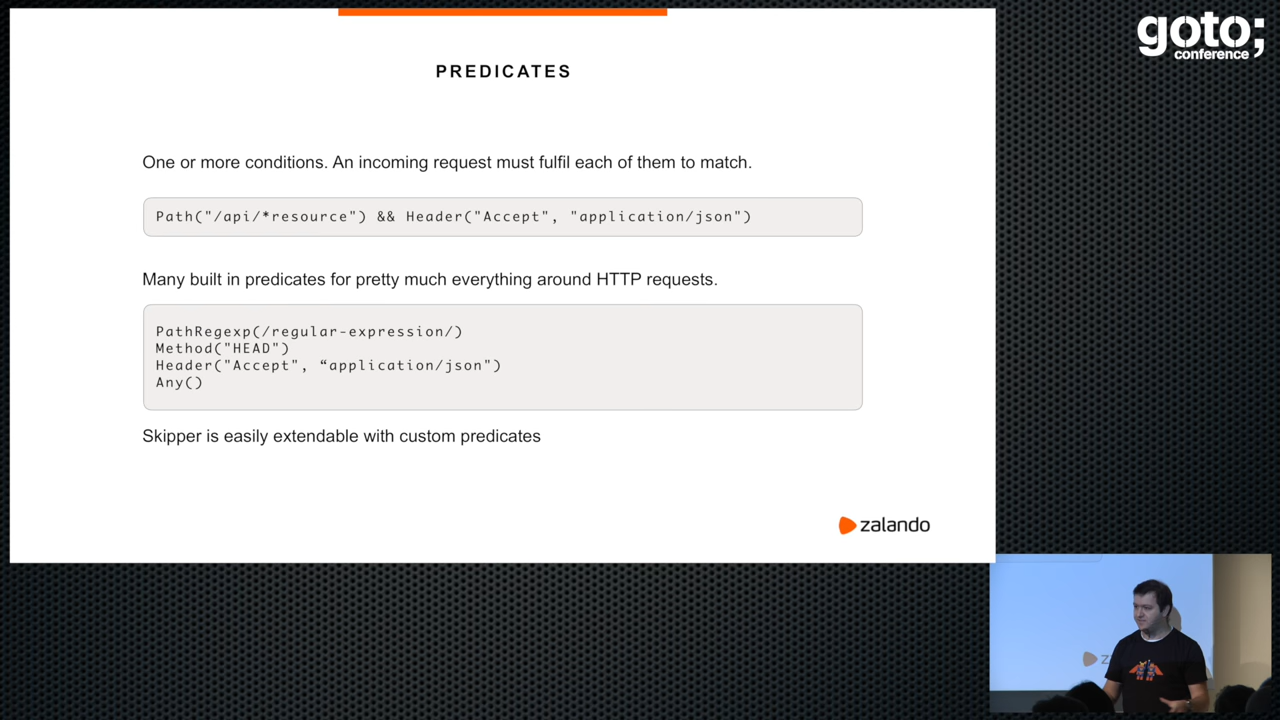 goto;
conference
PREDICATES
One or more conditions. An incoming request must fulfil each of them to match.
Path("/api/*resource") && Header("Accept", "application/json")
Many built in predicates for pretty much everything around HTTP requests.
PathRegexp(/regular-expression/)
Method("HEAD")
Header("Accept", “application/json")
Any()
Skipper is easily extendable with custom predicates
zalando